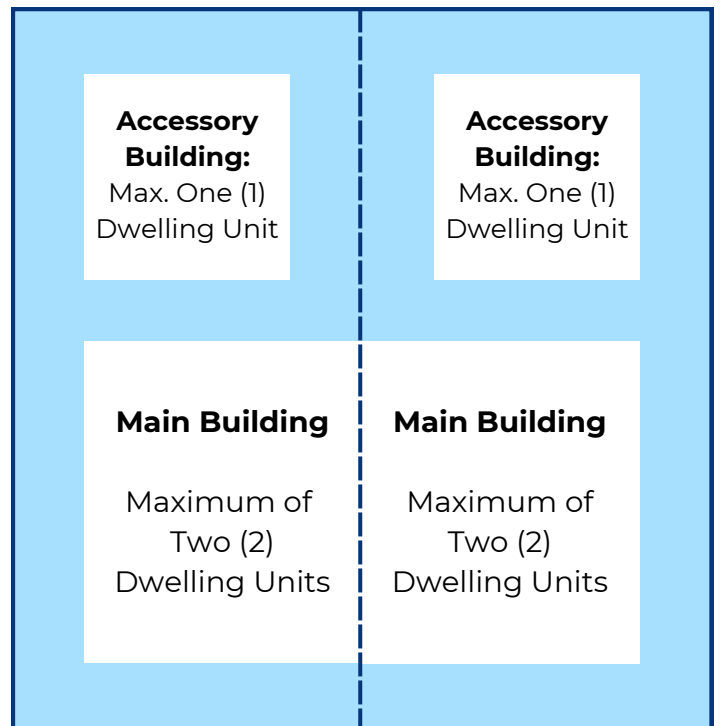 Accessory
Building:
Max. One (1)
Dwelling Unit
Accessory
Building:
Max. One (1)
Dwelling Unit
Main Building
Maximum of
Two (2)
Dwelling Units
Main Building
Maximum of
Two (2)
Dwelling Units